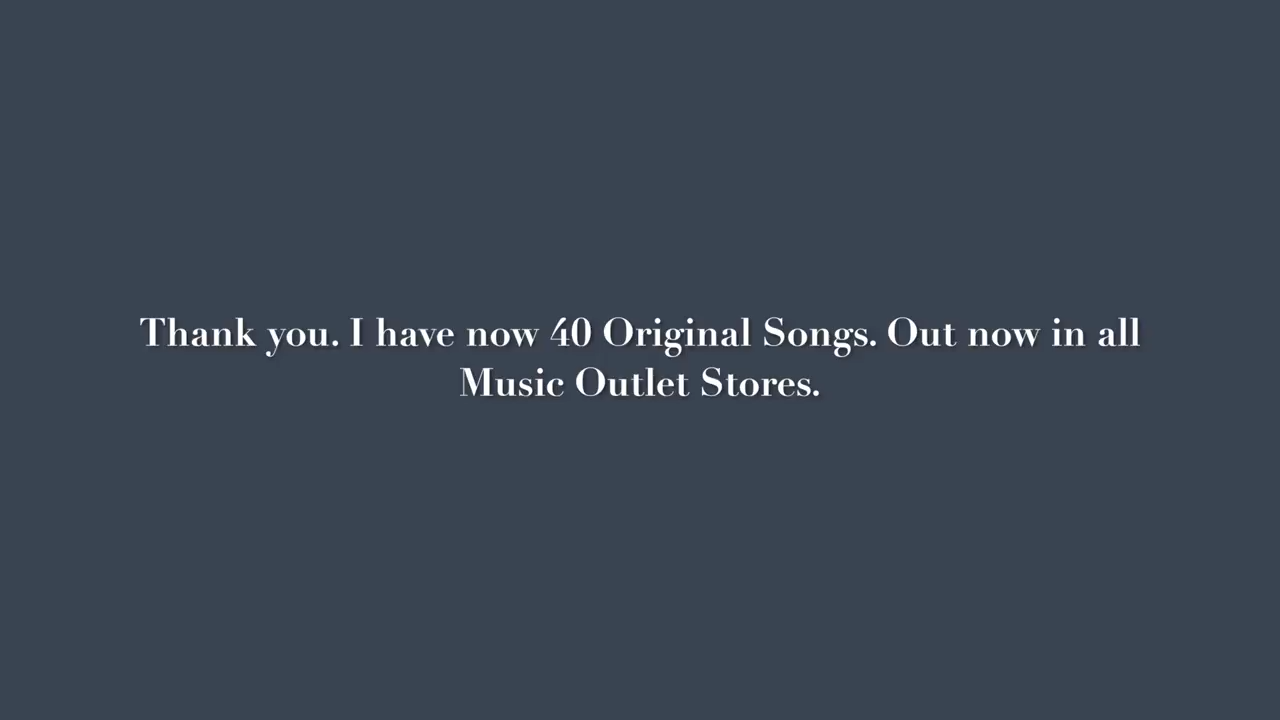 Thank you. I have now 40 Original Songs. Out now in all
Music Outlet Stores.